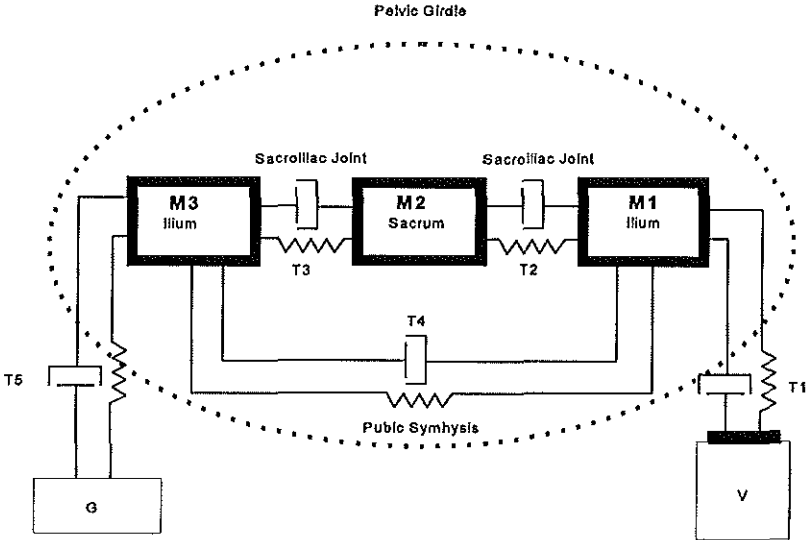 Pelvic Girdle
Sacroiliac Joint
Sacroiliac Joint
M3
Ilium
M2
Sacrum
M1
Ilium
T3
T2
T4
T5
T1
Pubic Symhysis
G
V